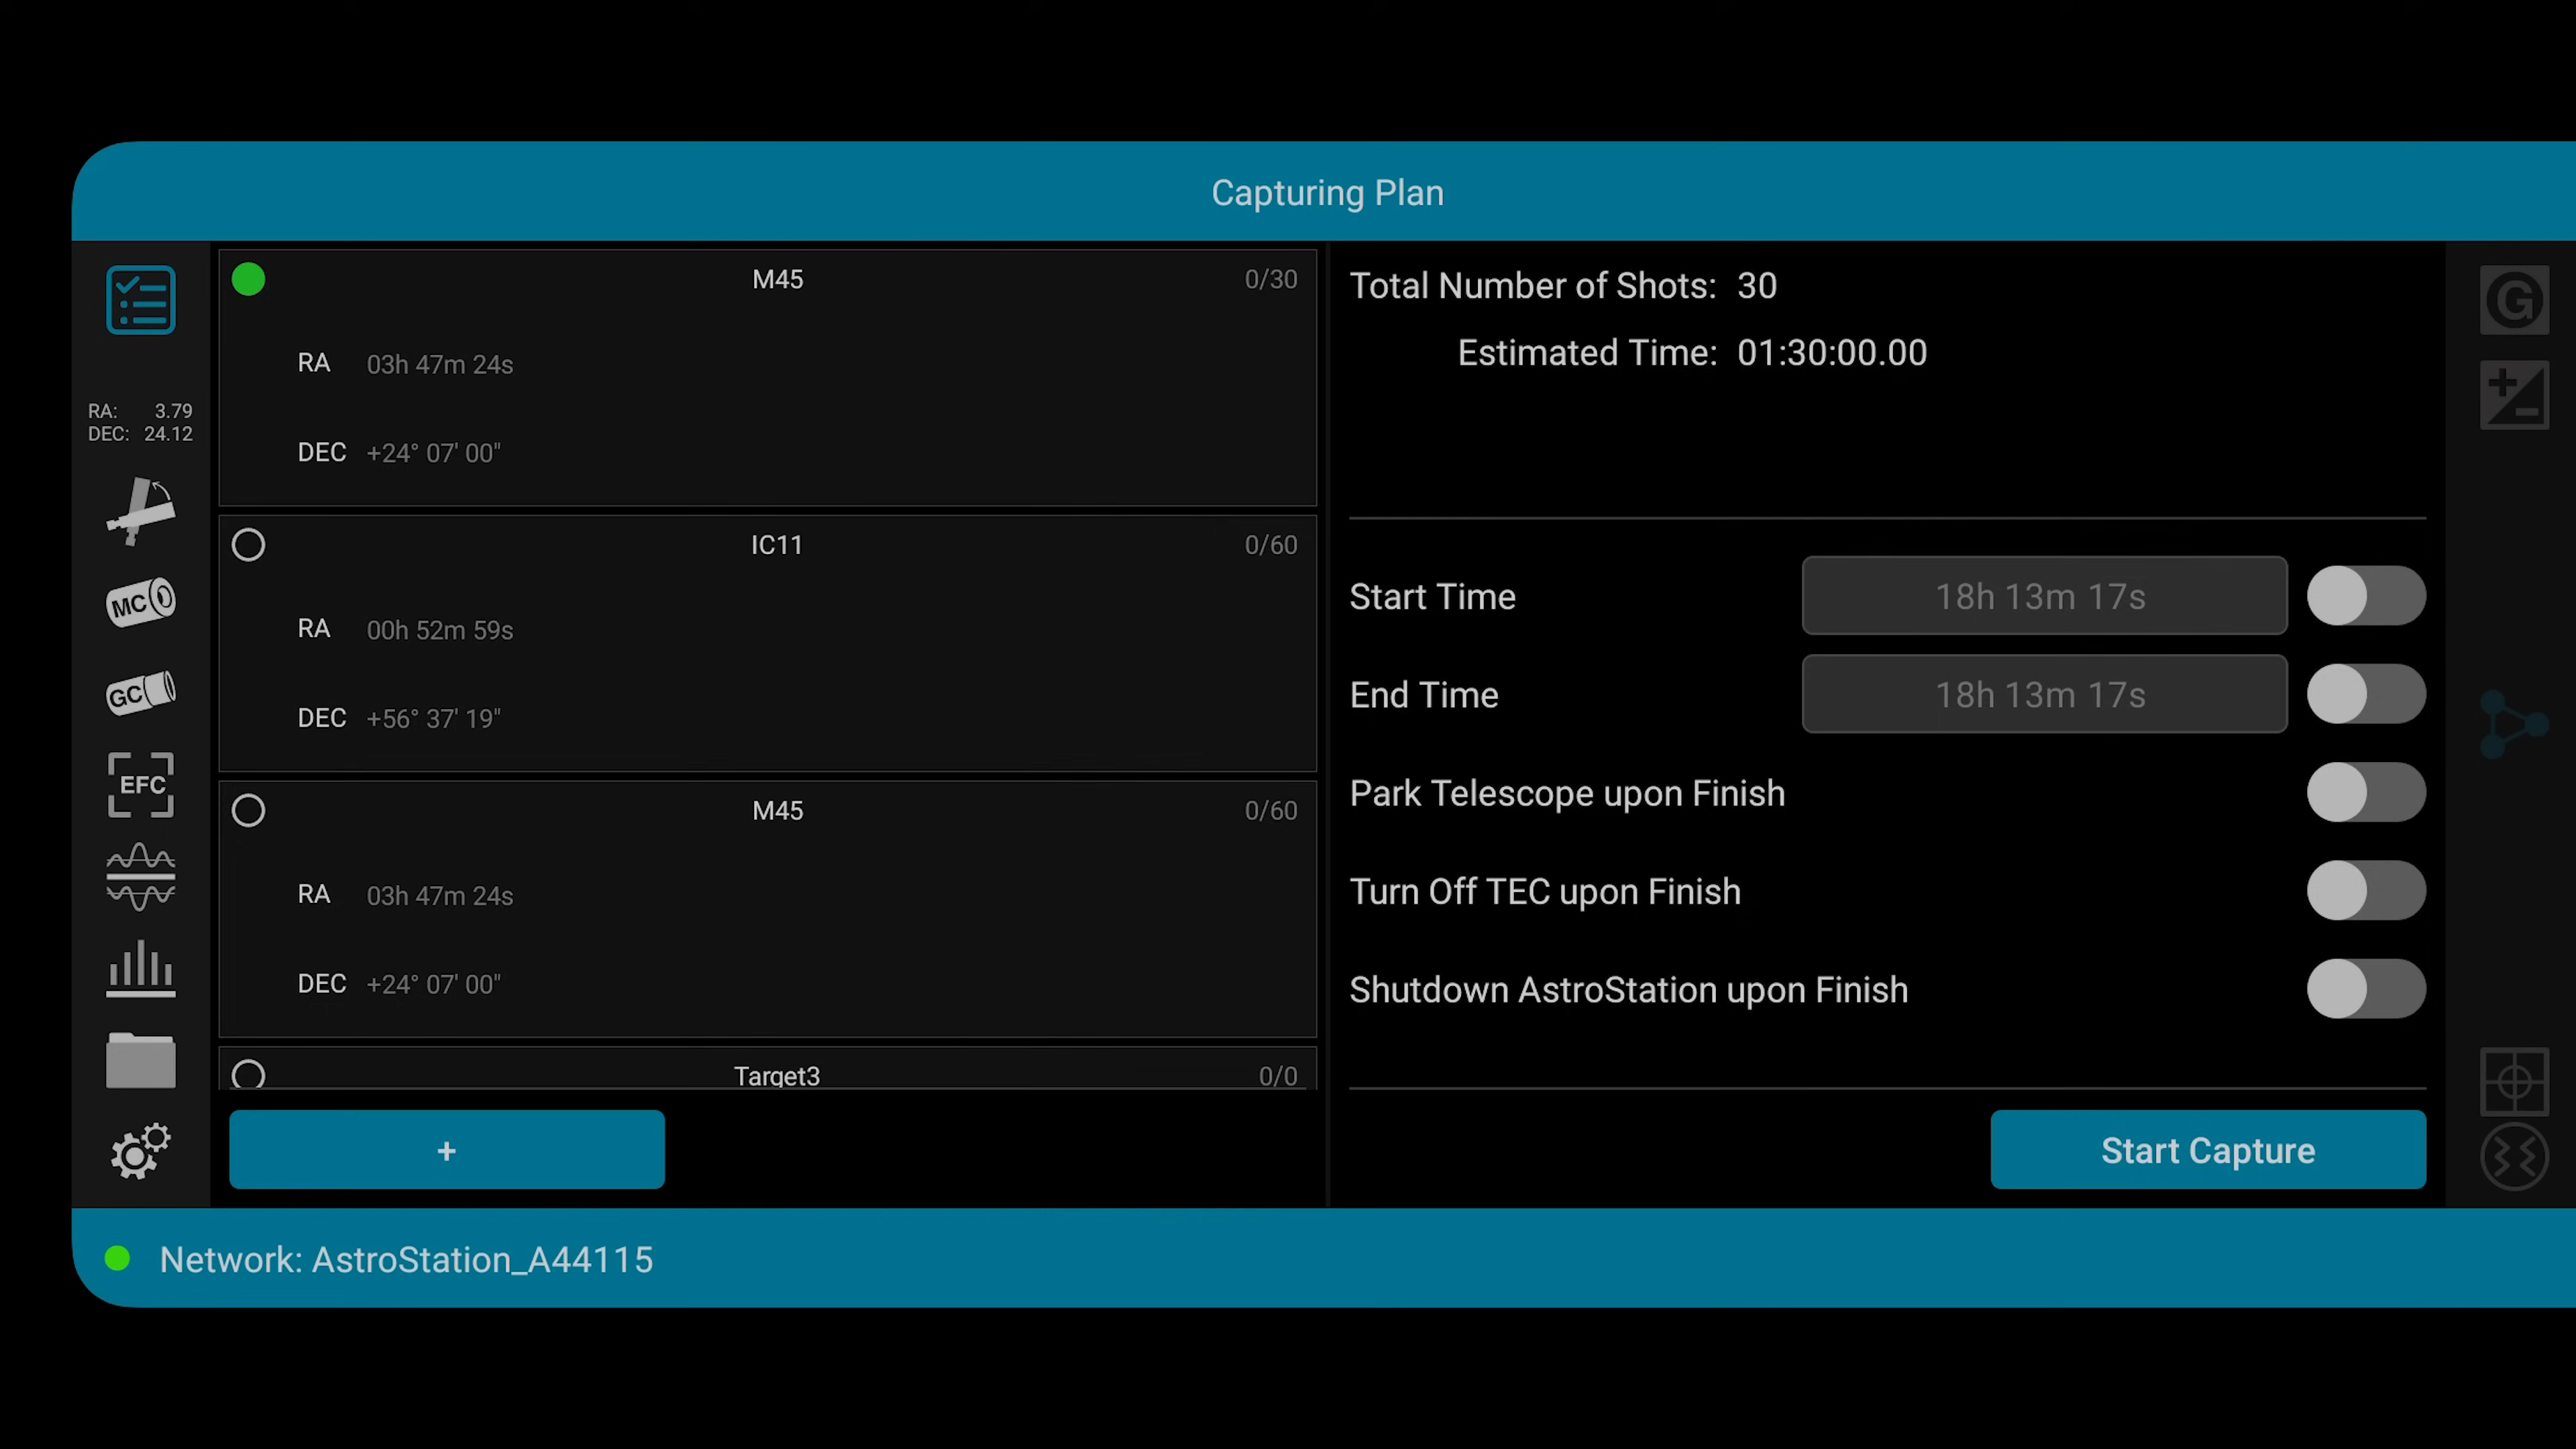 Capturing Plan
RA: 3.79
DEC: 24.12
MC
GC
EFC
M45 0/30
RA 03h 47m 24s
DEC +24° 07' 00"
IC11 0/60
RA 00h 52m 59s
DEC +56° 37' 19"
M45 0/60
RA 03h 47m 24s
DEC +24° 07' 00"
Target3 0/0
+
Total Number of Shots: 30
Estimated Time: 01:30:00.00
Start Time 18h 13m 17s
End Time 18h 13m 17s
Park Telescope upon Finish
Turn Off TEC upon Finish
Shutdown AstroStation upon Finish
Start Capture
G
Network: AstroStation_A44115